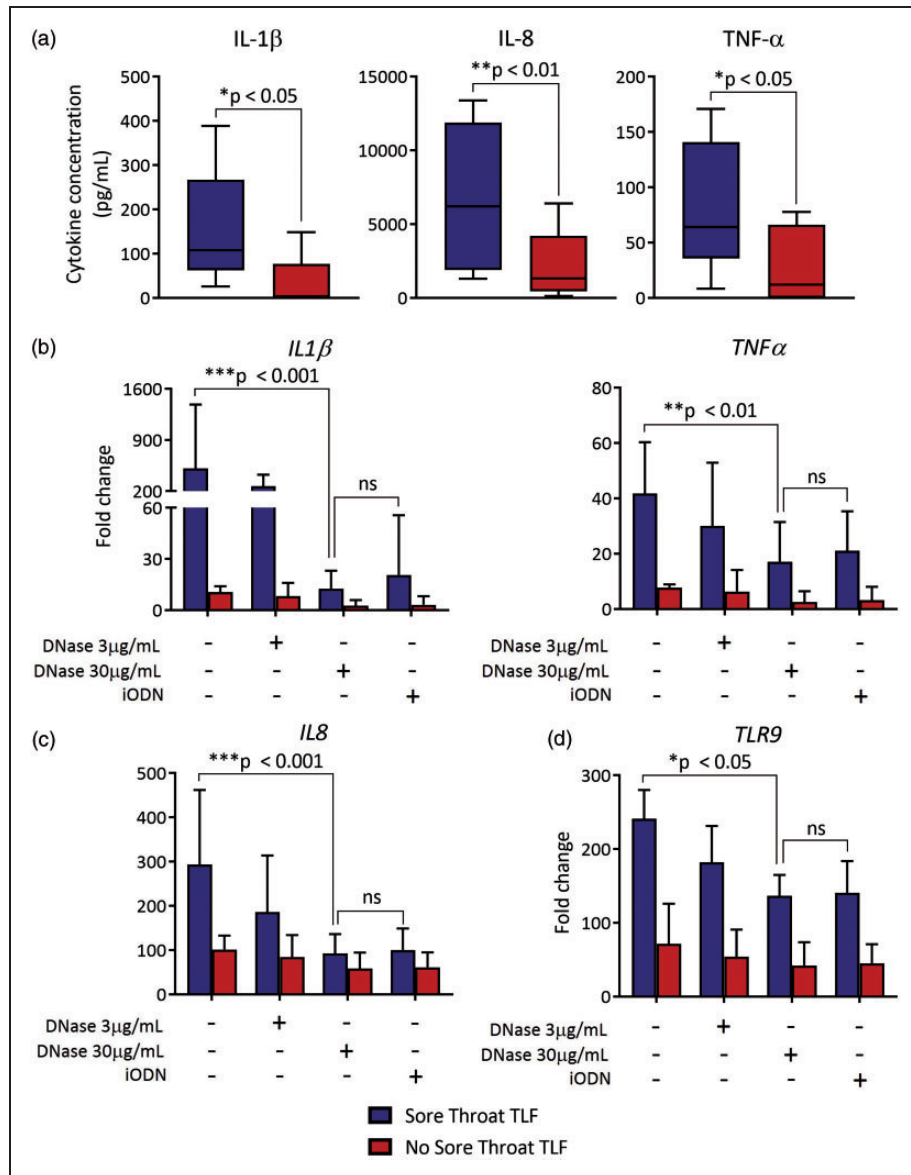 (a)
IL-1β
IL-8
TNF-α
Cytokine concentration
(pg/mL)
500
400
300
200
100
0
*p < 0.05
15000
10000
5000
0
**p < 0.01
200
150
100
50
0
*p < 0.05
(b)
IL1β
Fold change
1600
900
200
60
30
0
***p < 0.001
ns
DNase 3µg/mL - + - -
DNase 30µg/mL - - + -
iODN - - - +
TNFα
80
60
40
20
0
**p < 0.01
ns
DNase 3µg/mL - + - -
DNase 30µg/mL - - + -
iODN - - - +
(c)
IL8
500
400
300
200
100
0
***p < 0.001
ns
DNase 3µg/mL - + - -
DNase 30µg/mL - - + -
iODN - - - +
(d)
TLR9
Fold change
300
200
100
0
*p < 0.05
ns
DNase 3µg/mL - + - -
DNase 30µg/mL - - + -
iODN - - - +
Sore Throat TLF
No Sore Throat TLF